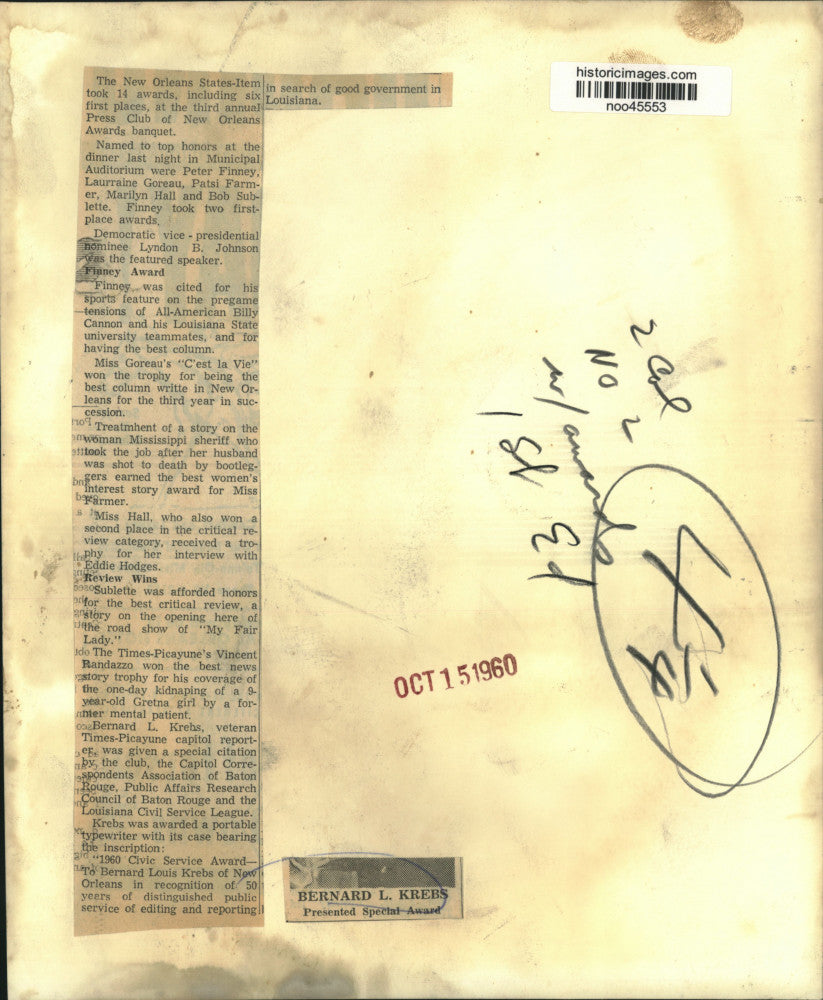 The New Orleans States-Item
took 14 awards, including six
first places, at the third annual
Press Club of New Orleans
Awards banquet.
Named to top honors at the
dinner last night in Municipal
Auditorium were Peter Finney,
Laurraine Goreau, Patsi Farm-
er, Marilyn Hall and Bob Sub-
lette. Finney took two first-
place awards.
Democratic vice - presidential
nominee Lyndon B. Johnson
was the featured speaker.
Finney Award
Finney was cited for his
sports feature on the pregame
tensions of All-American Billy
Cannon and his Louisiana State
university teammates, and for
having the best column.
Miss Goreau's "C'est la Vie"
won the trophy for being the
best column writte in New Or-
leans for the third year in suc-
cession.
Treatmhent of a story on the
woman Mississippi sheriff who
took the job after her husband
was shot to death by bootleg-
gers earned the best women's
interest story award for Miss
Farmer.
Miss Hall, who also won a
second place in the critical re-
view category, received a tro-
phy for her interview with
Eddie Hodges.
Review Wins
Sublette was afforded honors
for the best critical review, a
story on the opening here of
the road show of "My Fair
Lady."
The Times-Picayune's Vincent
Randazzo won the best news
story trophy for his coverage of
the one-day kidnaping of a 9-
year-old Gretna girl by a for-
mer mental patient.
Bernard L. Krebs, veteran
Times-Picayune capitol report-
er, was given a special citation
by the club, the Capitol Corre-
spondents Association of Baton
Rouge, Public Affairs Research
Council of Baton Rouge and the
Louisiana Civil Service League.
Krebs was awarded a portable
typewriter with its case bearing
the inscription:
"1960 Civic Service Award—
To Bernard Louis Krebs of New
Orleans in recognition of 50
years of distinguished public
service of editing and reporting
in search of good government in
Louisiana.
historicimages.com
noo45553
2 Col
NO 2
w/awards
1st Ed
OCT 15 1960
BERNARD L. KREBS
Presented Special Award